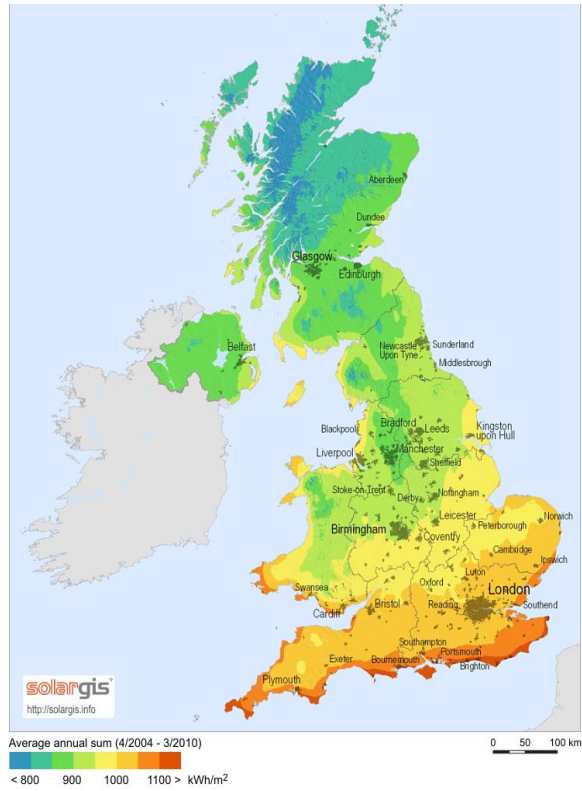 Aberdeen
Dundee
Glasgow
Edinburgh
Belfast
Newcastle
Upon Tyne
Sunderland
Middlesbrough
Blackpool
Bradford
Leeds
Kingston
upon Hull
Liverpool
Manchester
Sheffield
Stoke-on-Trent
Derby
Nottingham
Leicester
Peterborough
Norwich
Birmingham
Coventry
Cambridge
Ipswich
Luton
Swansea
Oxford
London
Cardiff
Bristol
Reading
Southend
Southampton
Exeter
Bournemouth
Portsmouth
Brighton
Plymouth
solargis®
http://solargis.info
Average annual sum (4/2004 - 3/2010)
0 50 100 km
< 800 900 1000 1100 > kWh/m²